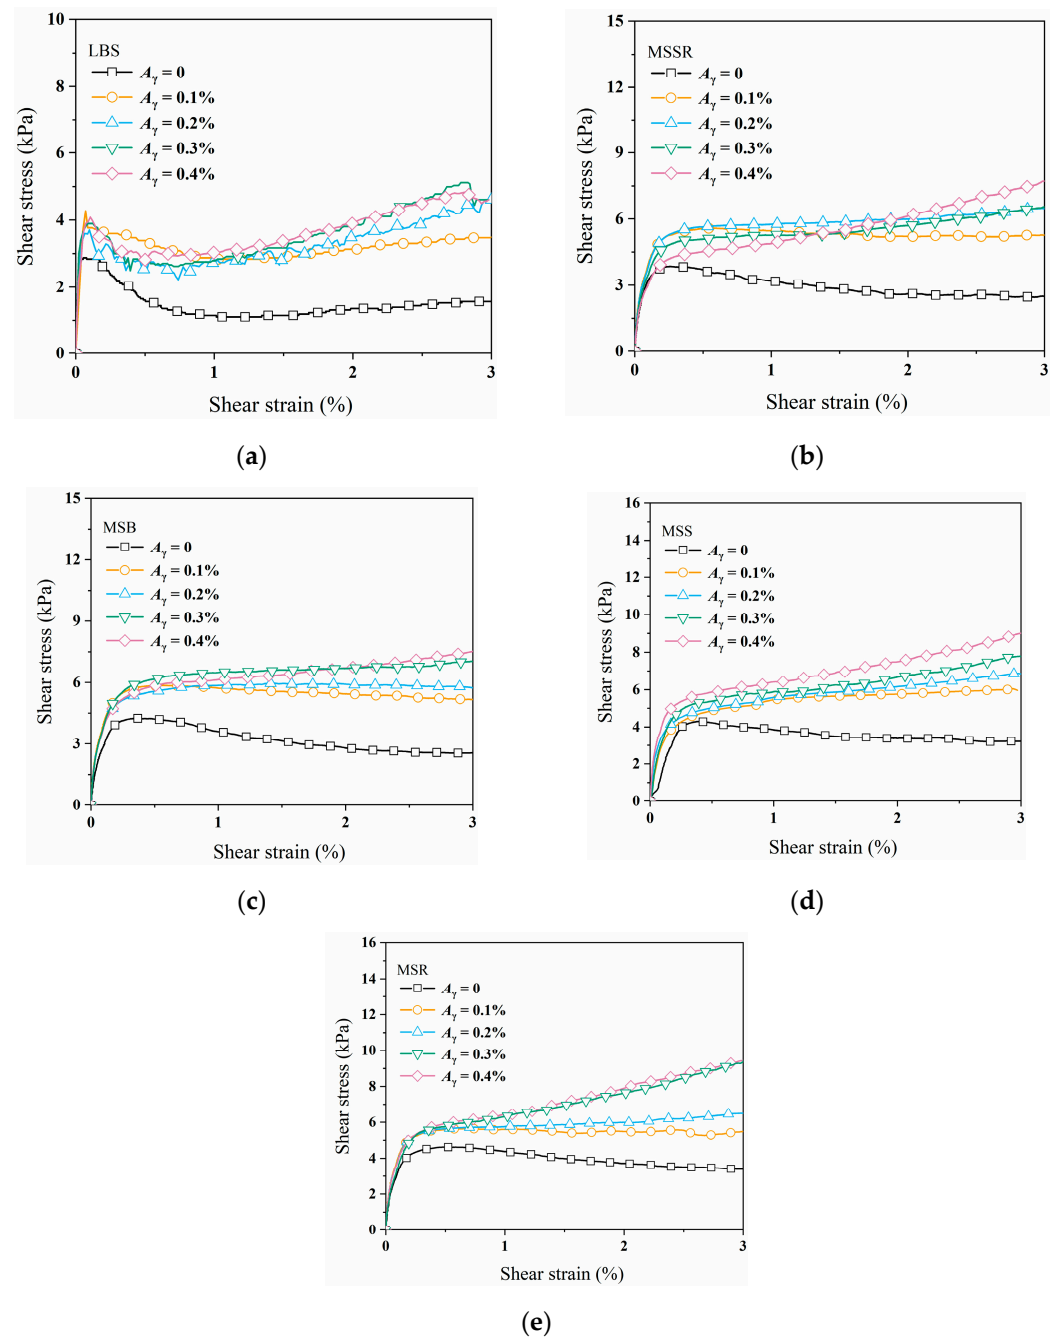 10
8
6
4
2
0
Shear stress (kPa)
LBS
Aγ = 0
Aγ = 0.1%
Aγ = 0.2%
Aγ = 0.3%
Aγ = 0.4%
0 1 2 3
Shear strain (%)
(a)
15
12
9
6
3
0
Shear stress (kPa)
MSSR
Aγ = 0
Aγ = 0.1%
Aγ = 0.2%
Aγ = 0.3%
Aγ = 0.4%
0 1 2 3
Shear strain (%)
(b)
15
12
9
6
3
0
Shear stress (kPa)
MSB
Aγ = 0
Aγ = 0.1%
Aγ = 0.2%
Aγ = 0.3%
Aγ = 0.4%
0 1 2 3
Shear strain (%)
(c)
16
14
12
10
8
6
4
2
0
Shear stress (kPa)
MSS
Aγ = 0
Aγ = 0.1%
Aγ = 0.2%
Aγ = 0.3%
Aγ = 0.4%
0 1 2 3
Shear strain (%)
(d)
16
14
12
10
8
6
4
2
0
Shear stress (kPa)
MSR
Aγ = 0
Aγ = 0.1%
Aγ = 0.2%
Aγ = 0.3%
Aγ = 0.4%
0 1 2 3
Shear strain (%)
(e)